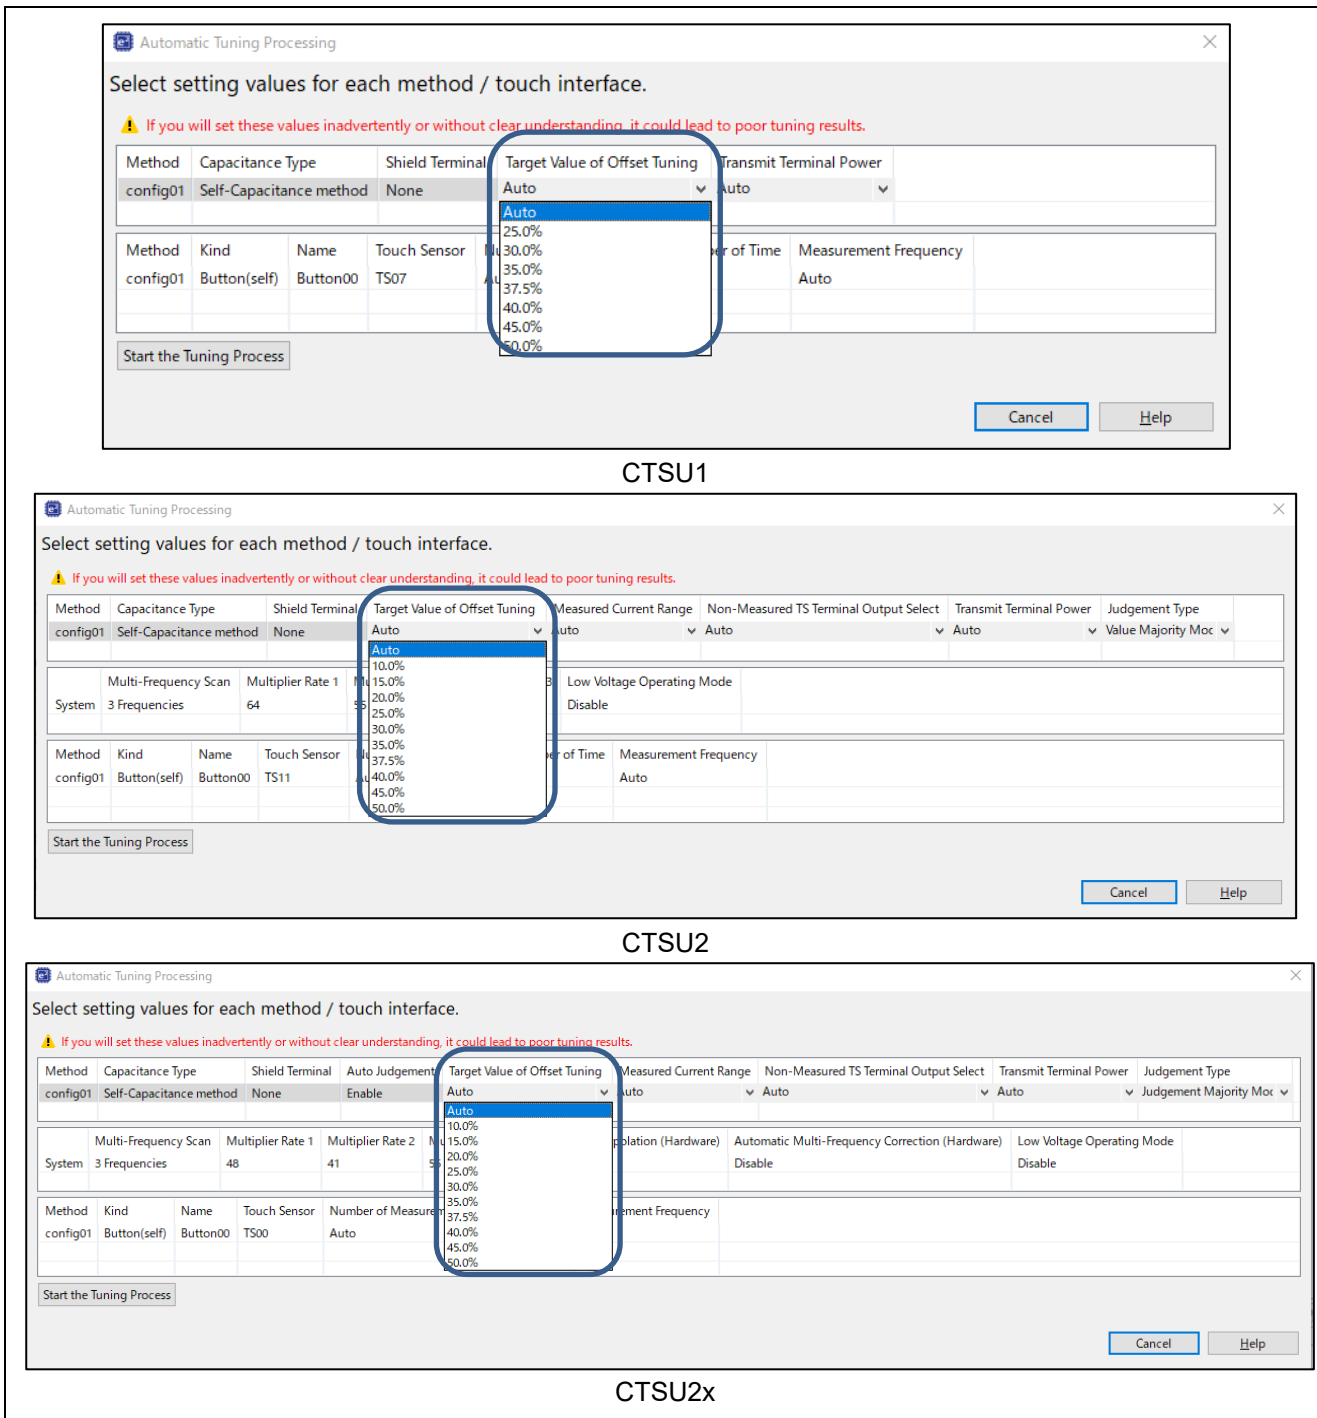 Automatic Tuning Processing
Select setting values for each method / touch interface.
If you will set these values inadvertently or without clear understanding, it could lead to poor tuning results.
Method Capacitance Type Shield Terminal Target Value of Offset Tuning Transmit Terminal Power
config01 Self-Capacitance method None Auto Auto
Auto
25.0%
30.0%
35.0%
37.5%
40.0%
45.0%
50.0%
Method Kind Name Touch Sensor of Time Measurement Frequency
config01 Button(self) Button00 TS07 Auto
Start the Tuning Process
Cancel Help
CTSU1
Automatic Tuning Processing
Select setting values for each method / touch interface.
If you will set these values inadvertently or without clear understanding, it could lead to poor tuning results.
Method Capacitance Type Shield Terminal Target Value of Offset Tuning Measured Current Range Non-Measured TS Terminal Output Select Transmit Terminal Power Judgement Type
config01 Self-Capacitance method None Auto Auto Auto Auto Value Majority Moc
Auto
10.0%
15.0%
20.0%
25.0%
30.0%
35.0%
37.5%
40.0%
45.0%
50.0%
Multi-Frequency Scan Multiplier Rate 1 3 Low Voltage Operating Mode
System 3 Frequencies 64 Disable
Method Kind Name Touch Sensor of Time Measurement Frequency
config01 Button(self) Button00 TS11 Auto
Start the Tuning Process
Cancel Help
CTSU2
Automatic Tuning Processing
Select setting values for each method / touch interface.
If you will set these values inadvertently or without clear understanding, it could lead to poor tuning results.
Method Capacitance Type Shield Terminal Auto Judgement Target Value of Offset Tuning Measured Current Range Non-Measured TS Terminal Output Select Transmit Terminal Power Judgement Type
config01 Self-Capacitance method None Enable Auto Auto Auto Auto Judgement Majority Moc
Auto
10.0%
15.0%
20.0%
25.0%
30.0%
35.0%
37.5%
40.0%
45.0%
50.0%
Multi-Frequency Scan Multiplier Rate 1 Multiplier Rate 2 polation (Hardware) Automatic Multi-Frequency Correction (Hardware) Low Voltage Operating Mode
System 3 Frequencies 48 41 Disable Disable
Method Kind Name Touch Sensor Number of Measurem rement Frequency
config01 Button(self) Button00 TS00 Auto
Start the Tuning Process
Cancel Help
CTSU2x